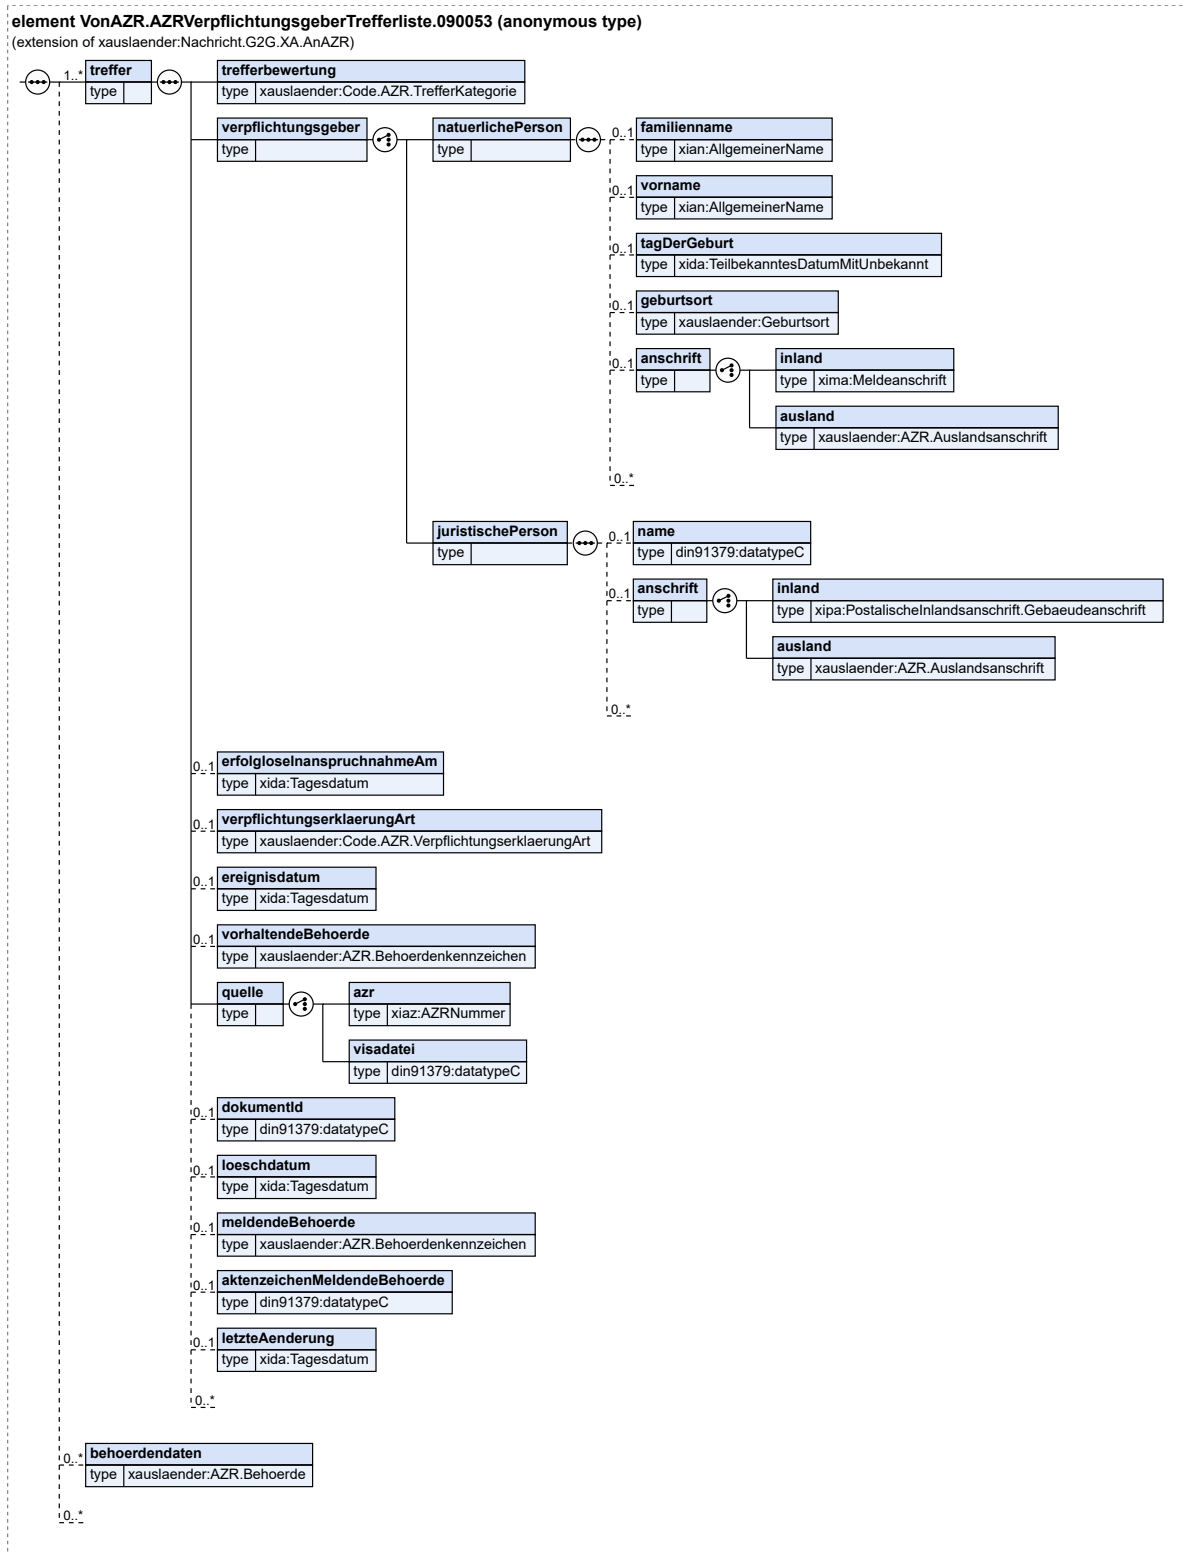 element VonAZR.AZRVerpflichtungsgeberTrefferliste.090053 (anonymous type)
(extension of xauslaender:Nachricht.G2G.XA.AnAZR)
1..* treffer
type
trefferbewertung
type xauslaender:Code.AZR.TrefferKategorie
verpflichtungsgeber
type
natuerlichePerson
type
0..1 familienname
type xian:AllgemeinerName
0..1 vorname
type xian:AllgemeinerName
0..1 tagDerGeburt
type xida:TeilbekanntesDatumMitUnbekannt
0..1 geburtsort
type xauslaender:Geburtsort
0..1 anschrift
type
inland
type xima:Meldeanschrift
ausland
type xauslaender:AZR.Auslandsanschrift
0..*
juristischePerson
type
0..1 name
type din91379:datatypeC
0..1 anschrift
type
inland
type xipa:PostalischeInlandsanschrift.Gebaeudeanschrift
ausland
type xauslaender:AZR.Auslandsanschrift
0..*
0..1 erfolgloseInanspruchnahmeAm
type xida:Tagesdatum
0..1 verpflichtungserklaerungArt
type xauslaender:Code.AZR.VerpflichtungserklaerungArt
0..1 ereignisdatum
type xida:Tagesdatum
0..1 vorhaltendeBehoerde
type xauslaender:AZR.Behoerdenkennzeichen
quelle
type
azr
type xiaz:AZRNummer
visadatei
type din91379:datatypeC
0..1 dokumentId
type din91379:datatypeC
0..1 loeschdatum
type xida:Tagesdatum
0..1 meldendeBehoerde
type xauslaender:AZR.Behoerdenkennzeichen
0..1 aktenzeichenMeldendeBehoerde
type din91379:datatypeC
0..1 letzteAenderung
type xida:Tagesdatum
0..*
0..* behoerdendaten
type xauslaender:AZR.Behoerde
0..*